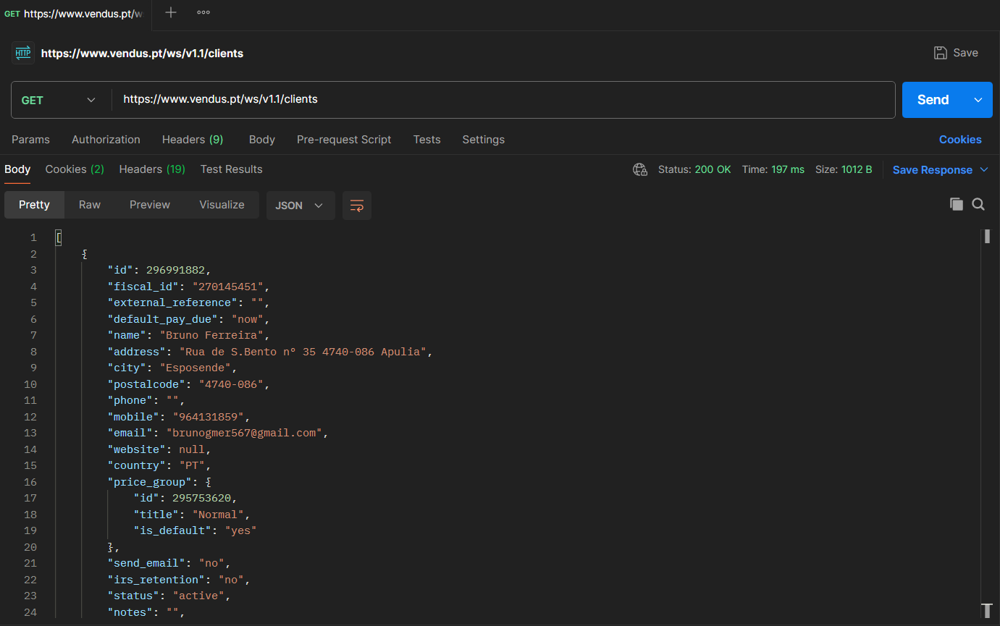 GET https://www.vendus.pt/w
HTTP https://www.vendus.pt/ws/v1.1/clients
Save
GET https://www.vendus.pt/ws/v1.1/clients
Send
Params Authorization Headers (9) Body Pre-request Script Tests Settings Cookies
Body Cookies (2) Headers (19) Test Results Status: 200 OK Time: 197 ms Size: 1012 B Save Response
Pretty Raw Preview Visualize JSON
1 [
2 {
3 "id": 296991882,
4 "fiscal_id": "270145451",
5 "external_reference": "",
6 "default_pay_due": "now",
7 "name": "Bruno Ferreira",
8 "address": "Rua de S.Bento nº 35 4740-086 Apulia",
9 "city": "Esposende",
10 "postalcode": "4740-086",
11 "phone": "",
12 "mobile": "964131859",
13 "email": "brunogmer567@gmail.com",
14 "website": null,
15 "country": "PT",
16 "price_group": {
17 "id": 295753620,
18 "title": "Normal",
19 "is_default": "yes"
20 },
21 "send_email": "no",
22 "irs_retention": "no",
23 "status": "active",
24 "notes": "",